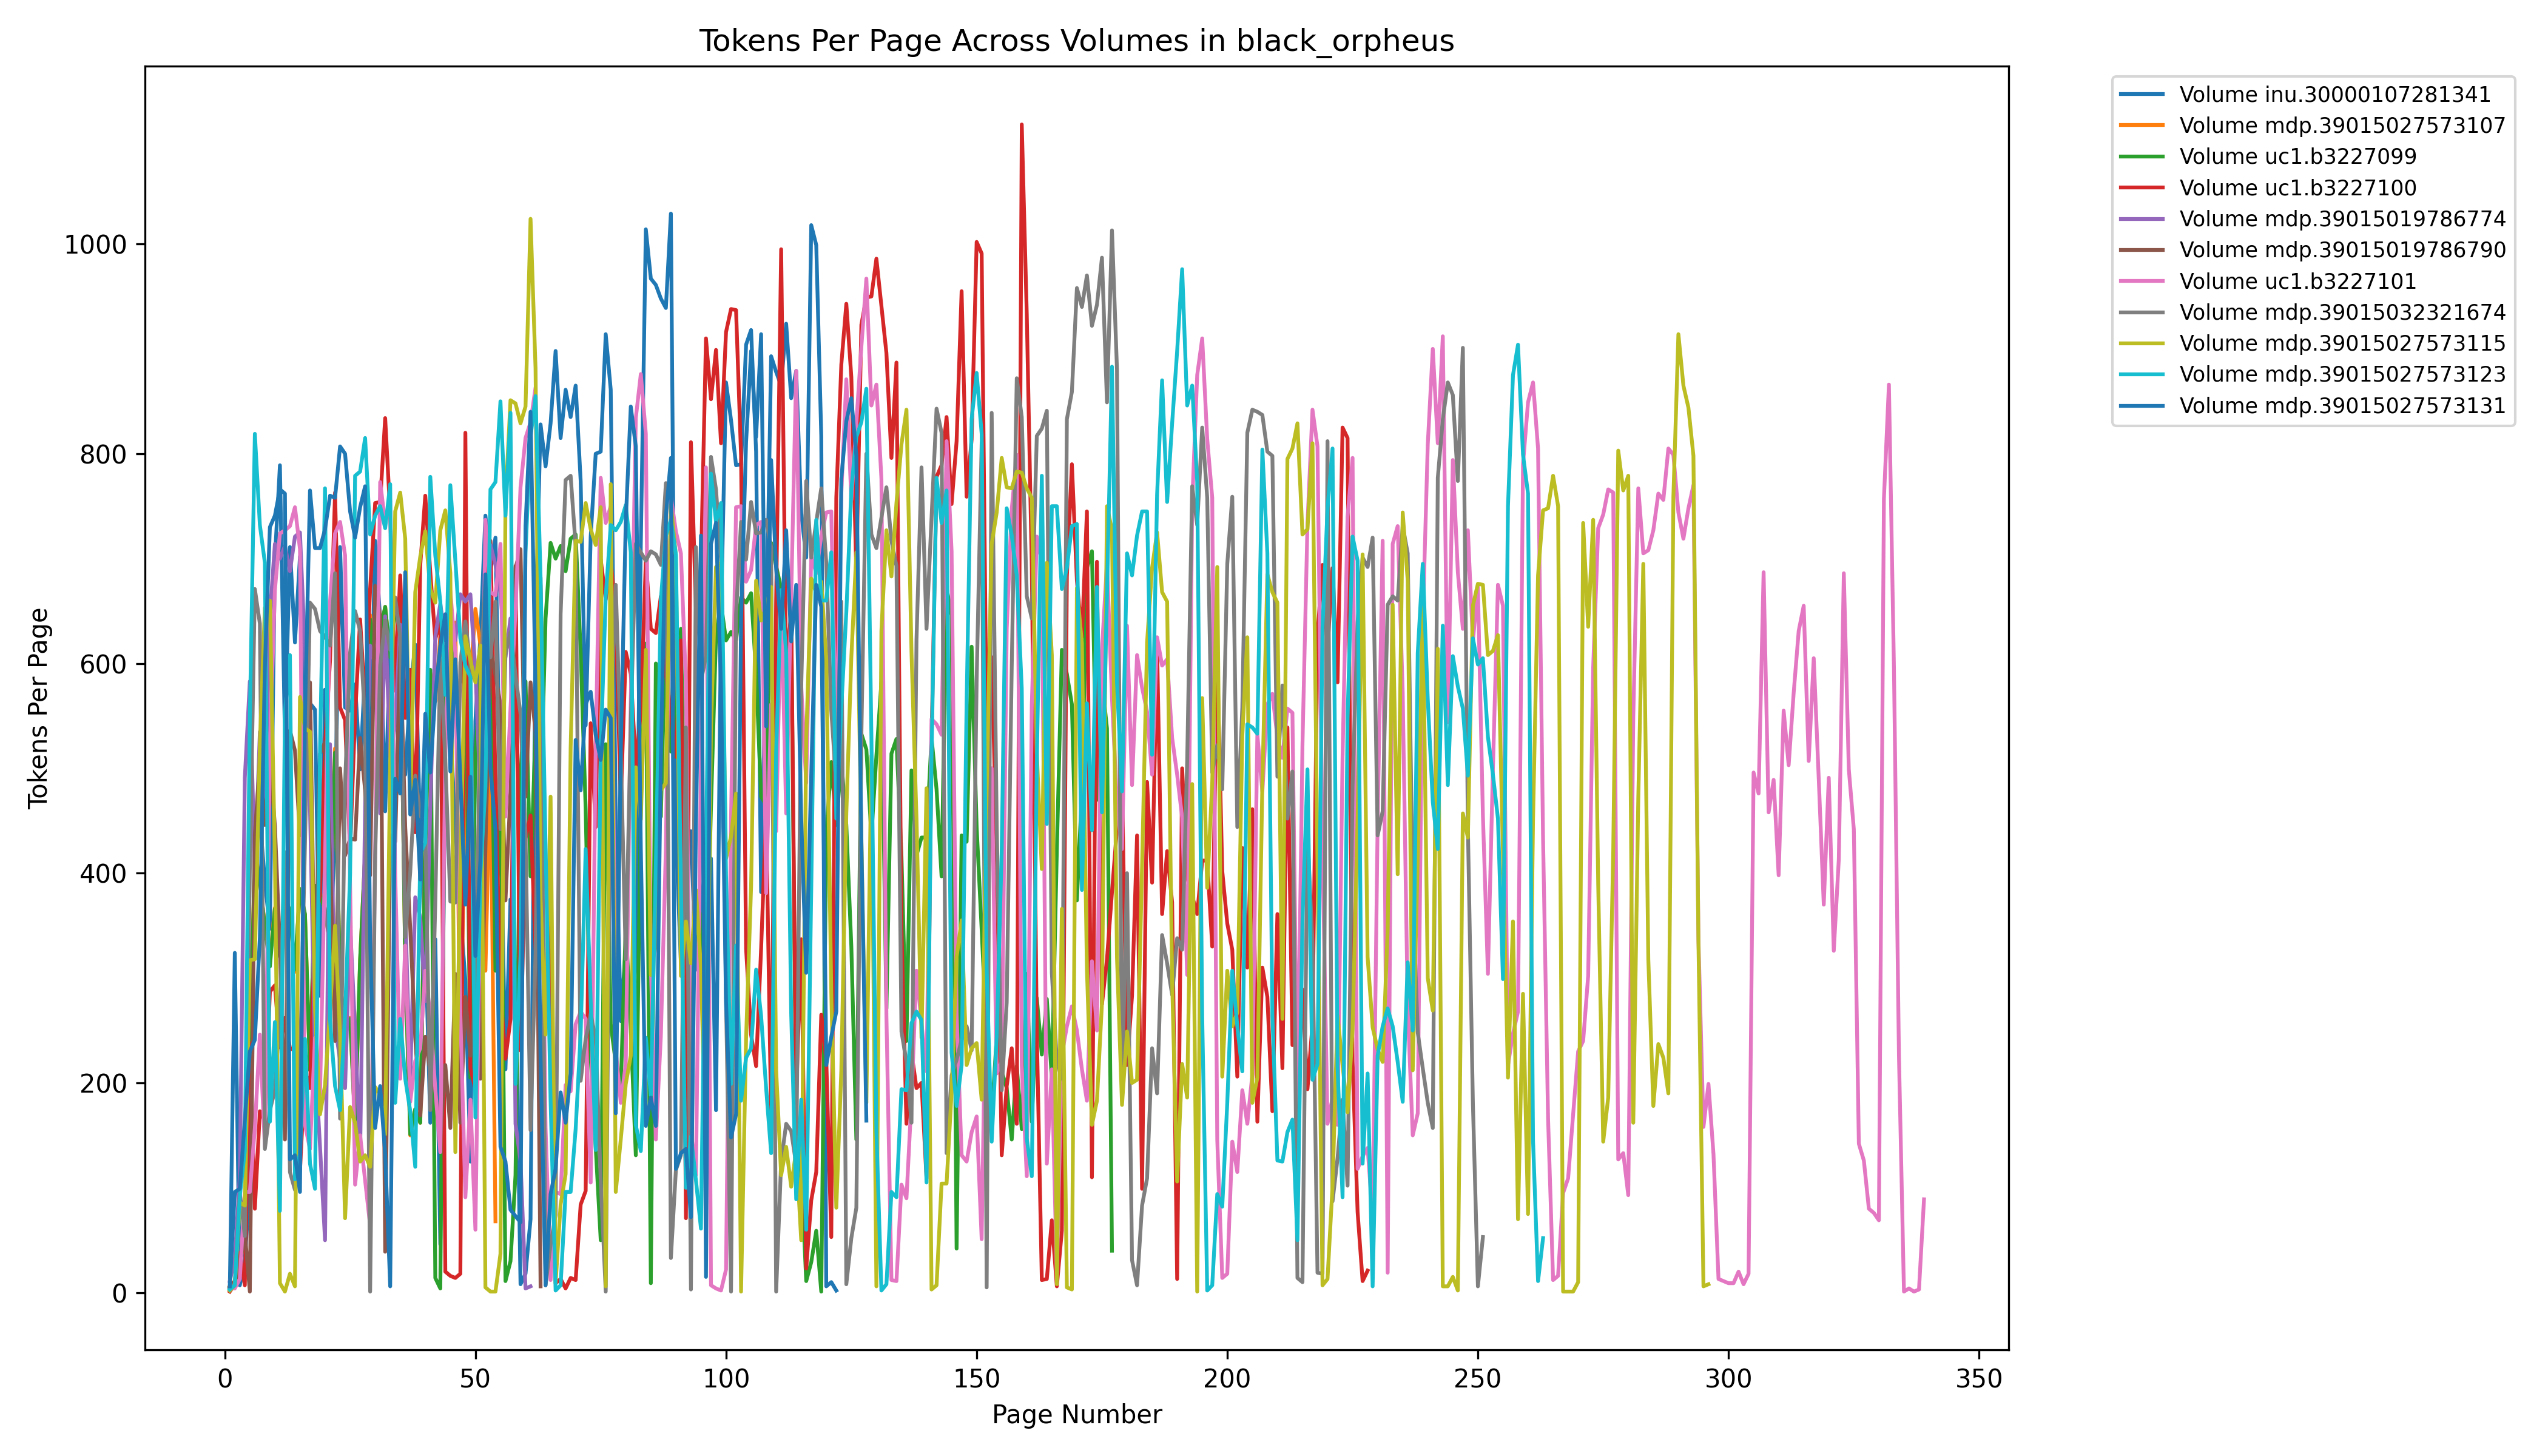 Tokens Per Page Across Volumes in black_orpheus
Tokens Per Page
1000
800
600
400
200
0
0 50 100 150 200 250 300 350
Page Number
Volume inu.30000107281341
Volume mdp.39015027573107
Volume uc1.b3227099
Volume uc1.b3227100
Volume mdp.39015019786774
Volume mdp.39015019786790
Volume uc1.b3227101
Volume mdp.39015032321674
Volume mdp.39015027573115
Volume mdp.39015027573123
Volume mdp.39015027573131